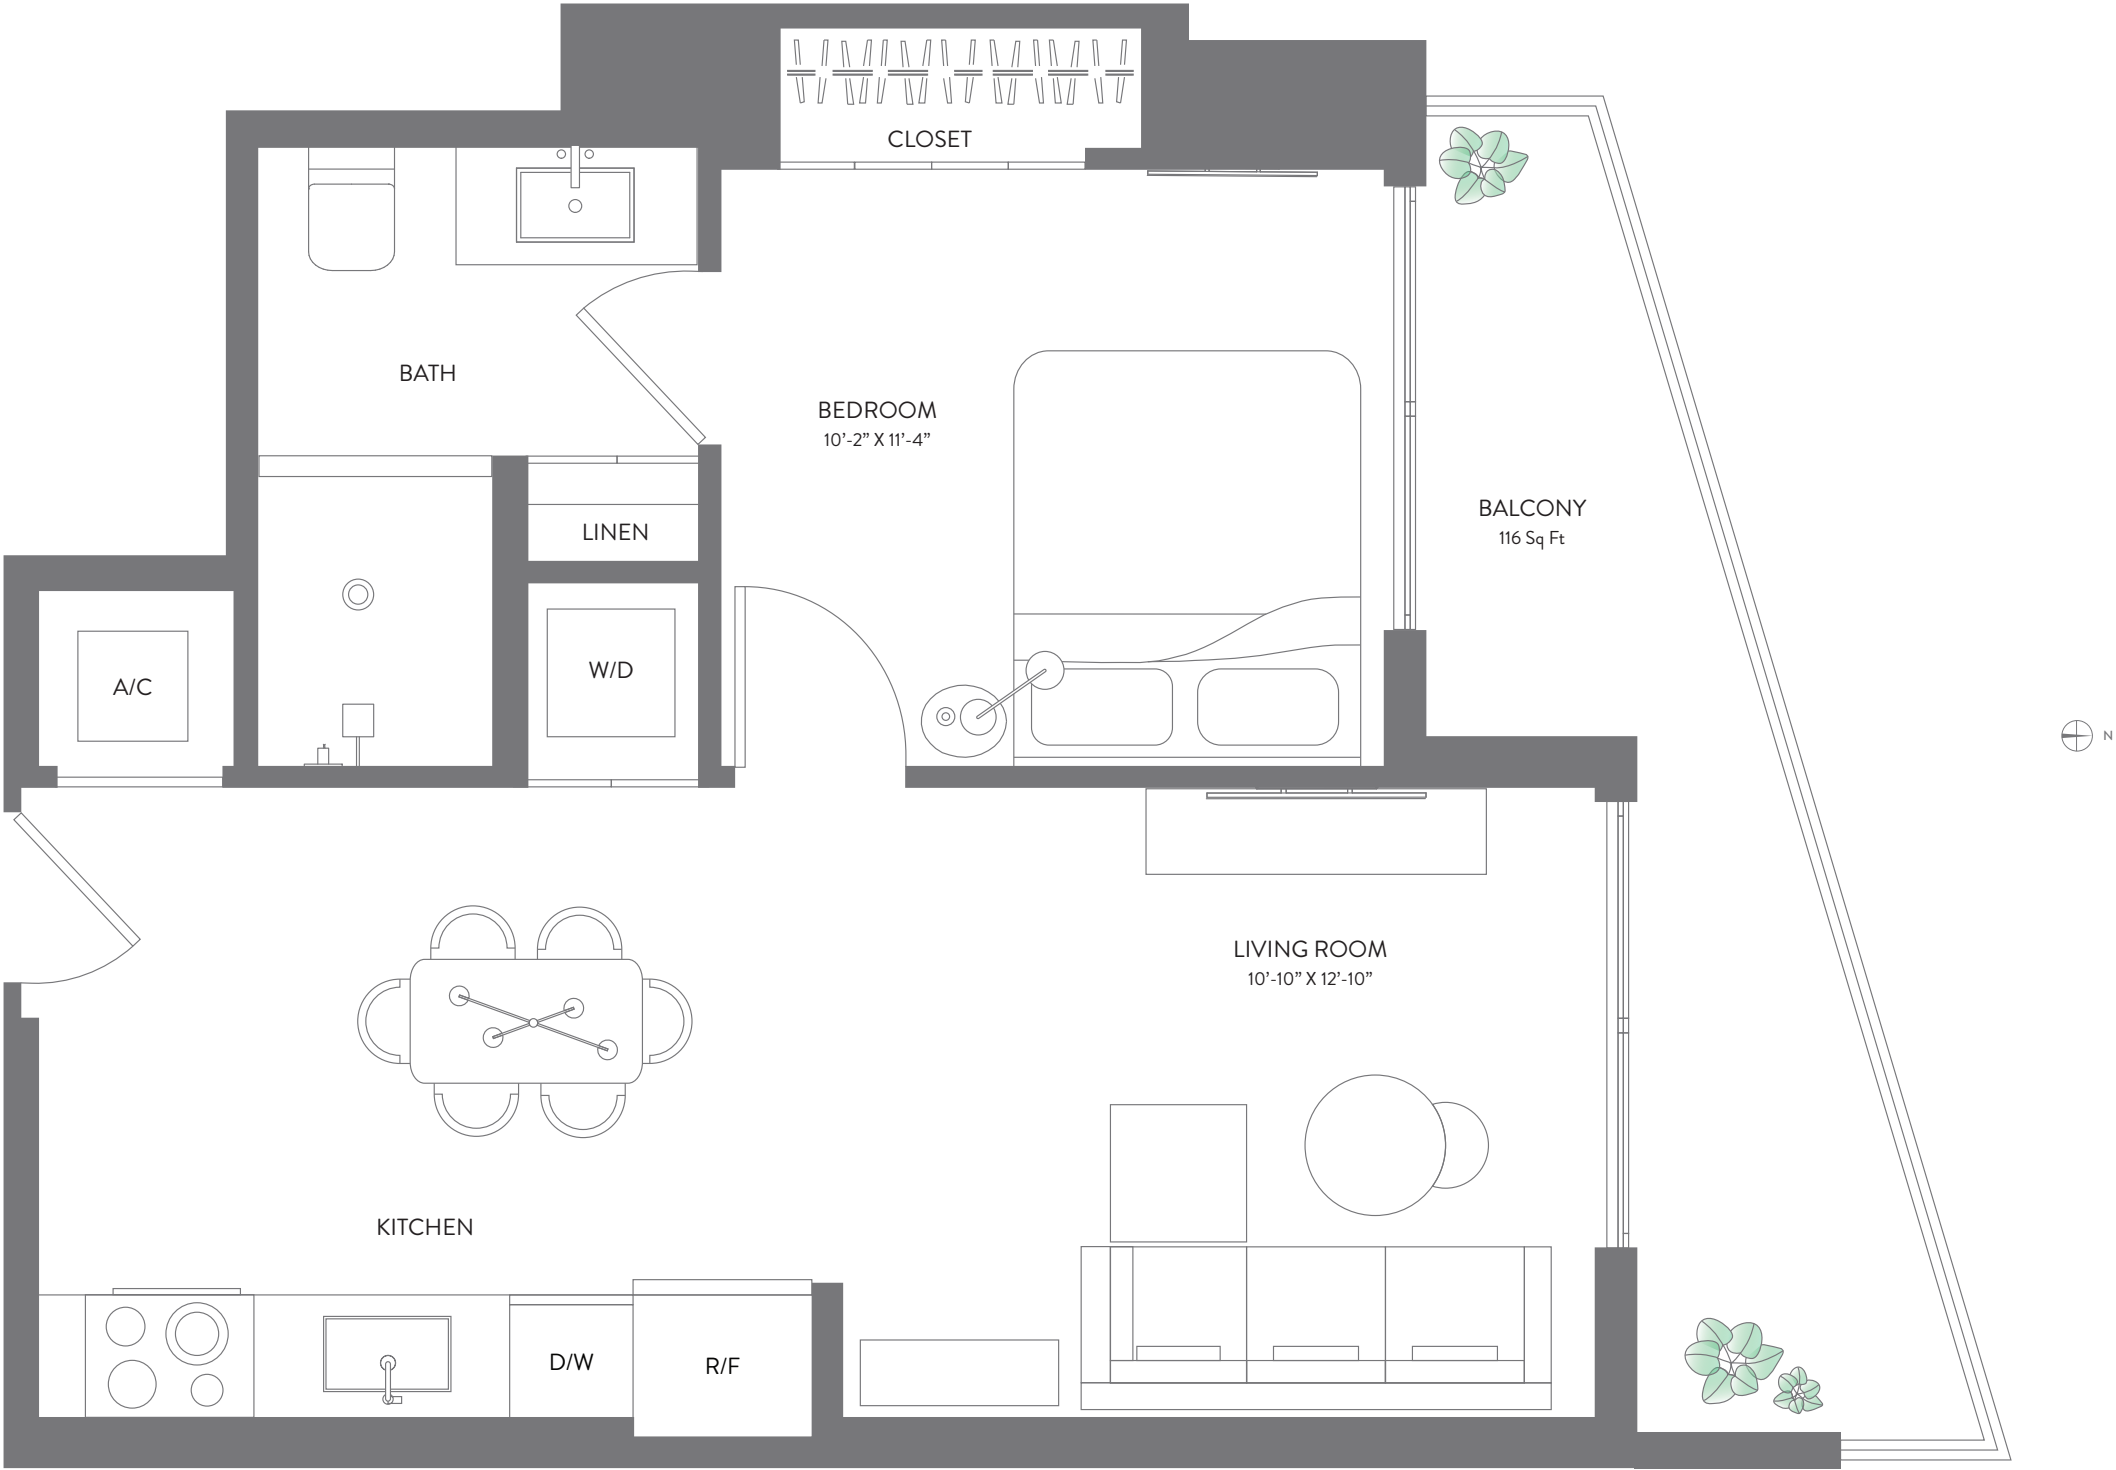 CLOSET
BATH
BEDROOM
10’-2” X 11’-4”
BALCONY
116 Sq Ft
LINEN
W/D
A/C
N
LIVING ROOM
10’-10” X 12’-10”
KITCHEN
D/W
R/F